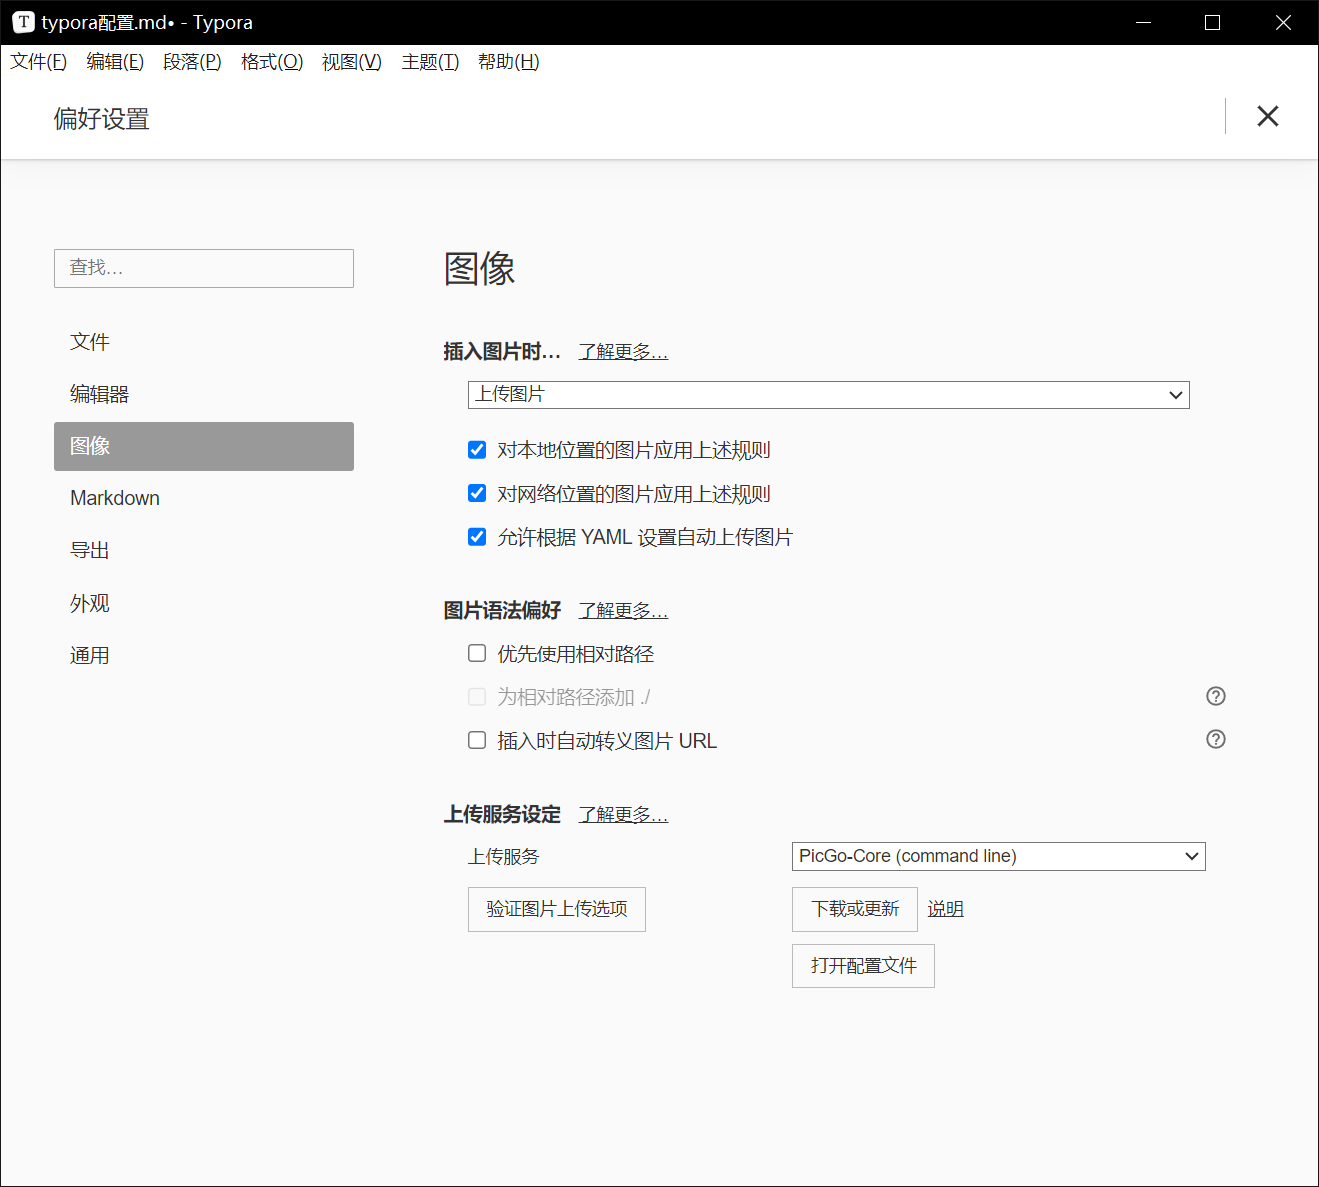 typora配置.md• - Typora
文件(F) 编辑(E) 段落(P) 格式(O) 视图(V) 主题(T) 帮助(H)
偏好设置
查找...
文件
编辑器
图像
Markdown
导出
外观
通用
图像
插入图片时... 了解更多...
上传图片
对本地位置的图片应用上述规则
对网络位置的图片应用上述规则
允许根据 YAML 设置自动上传图片
图片语法偏好 了解更多...
优先使用相对路径
为相对路径添加 ./
插入时自动转义图片 URL
上传服务设定 了解更多...
上传服务 PicGo-Core (command line)
验证图片上传选项 下载或更新 说明
打开配置文件